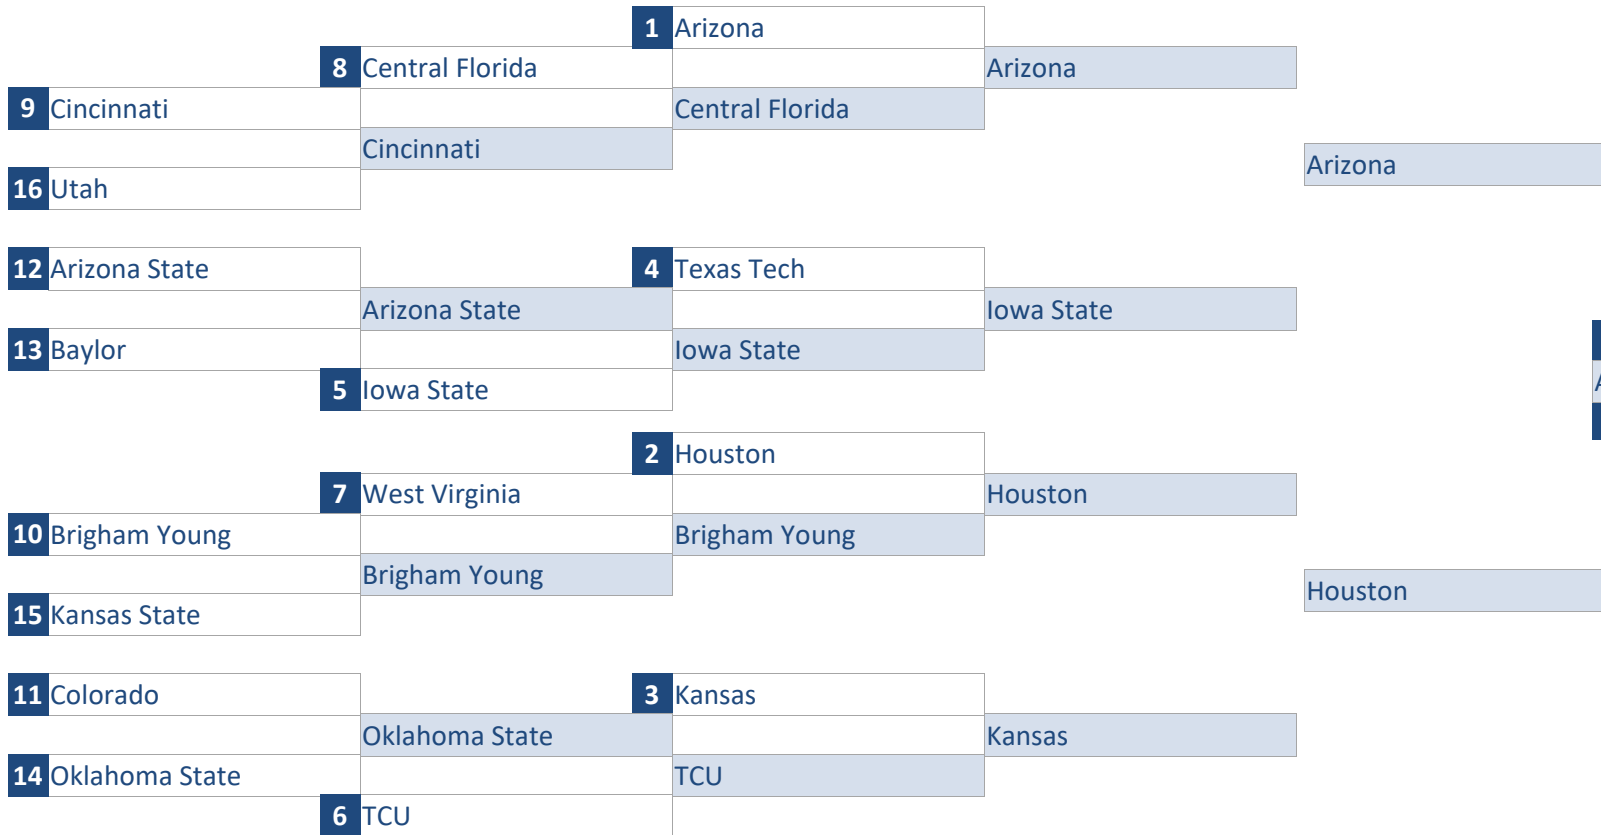 1 Arizona
8 Central Florida Arizona
9 Cincinnati Central Florida
Cincinnati Arizona
16 Utah
12 Arizona State 4 Texas Tech
Arizona State Iowa State
13 Baylor Iowa State
5 Iowa State
2 Houston
7 West Virginia Houston
10 Brigham Young Brigham Young
Brigham Young Houston
15 Kansas State
11 Colorado 3 Kansas
Oklahoma State Kansas
14 Oklahoma State TCU
6 TCU